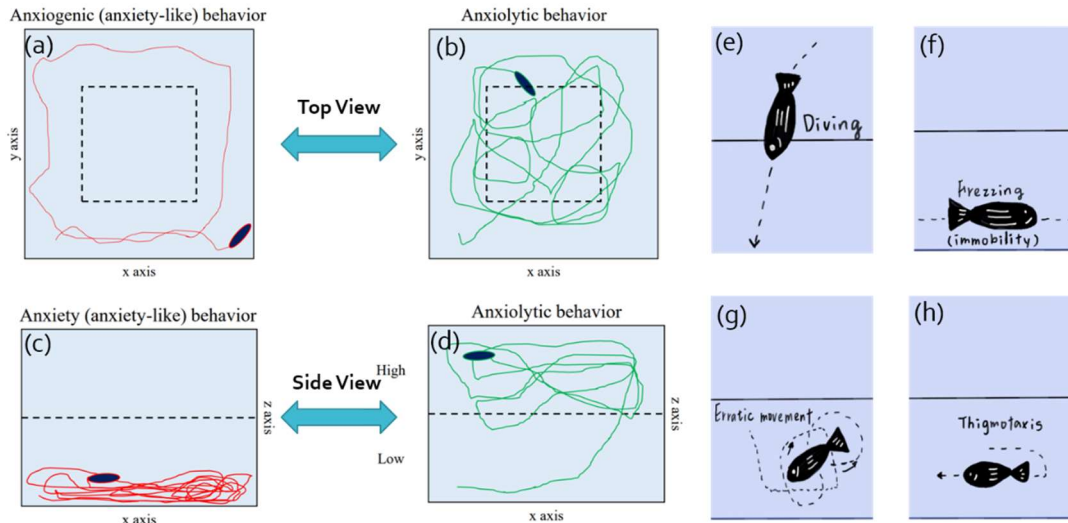 Anxiogenic (anxiety-like) behavior
(a)
y axis
x axis
Top View
Anxiolytic behavior
(b)
y axis
x axis
Anxiety (anxiety-like) behavior
(c)
z axis
x axis
Side View
High
Low
Anxiolytic behavior
(d)
z axis
x axis
(e)
Diving
(f)
Frezzing
(immobility)
(g)
Erratic movement
(h)
Thigmotaxis